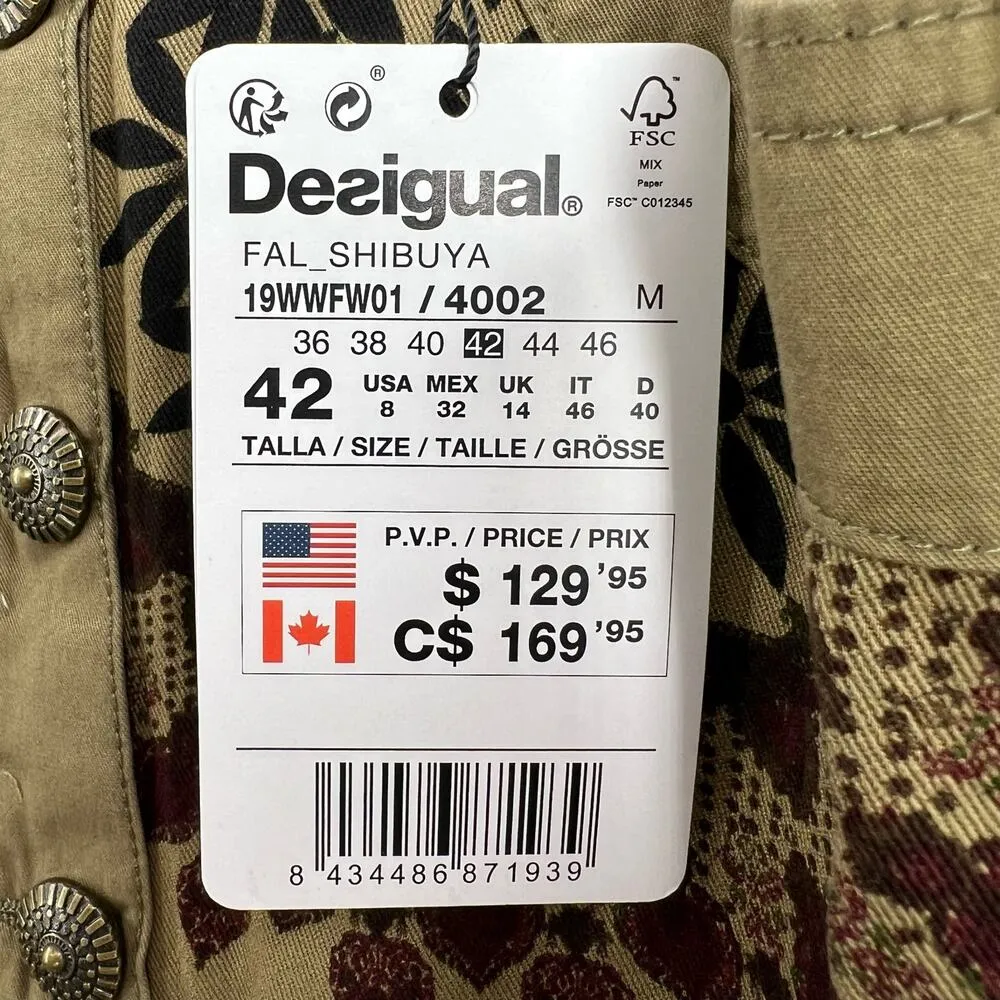 ®
™
FSC
MIX
Paper
FSC™ C012345
Desigual®
FAL_SHIBUYA
19WWFW01 / 4002 M
36 38 40 42 44 46
42 USA MEX UK IT D
8 32 14 46 40
TALLA / SIZE / TAILLE / GRÖSSE
P.V.P. / PRICE / PRIX
$ 129 '95
C$ 169 '95
8 434486 871939